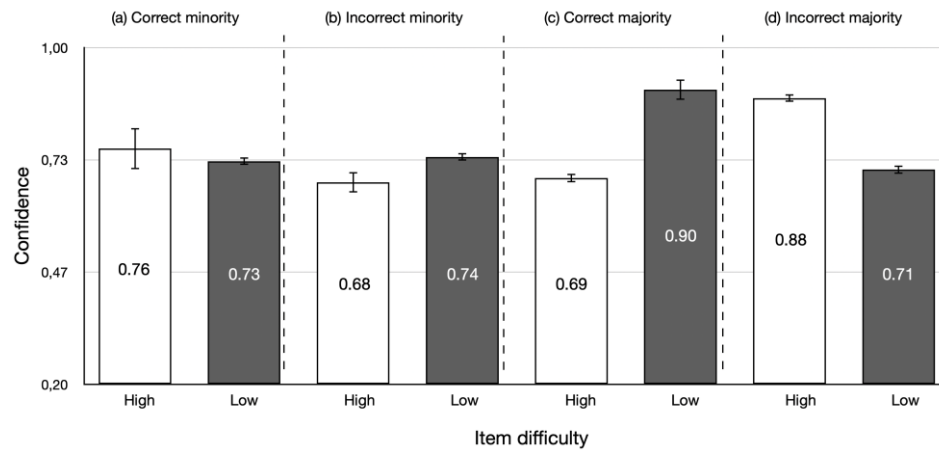 (a) Correct minority (b) Incorrect minority (c) Correct majority (d) Incorrect majority
1,00
0,73
0,47
0,20
Confidence
0.76 0.73 0.68 0.74 0.69 0.90 0.88 0.71
High Low High Low High Low High Low
Item difficulty